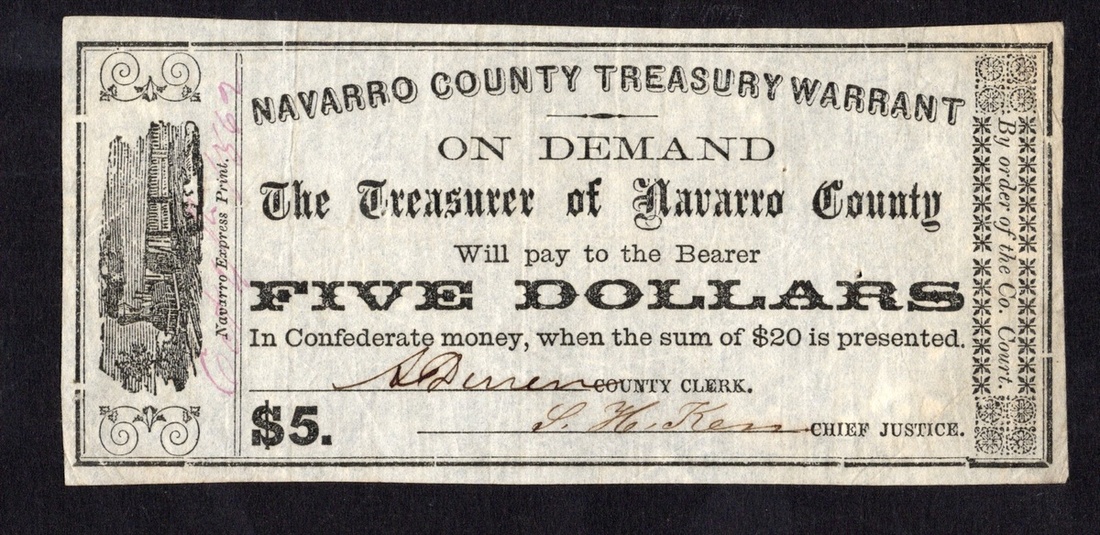 NAVARRO COUNTY TREASURY WARRANT
ON DEMAND
The Treasurer of Navarro County
Will pay to the Bearer
FIVE DOLLARS
In Confederate money, when the sum of $20 is presented.
COUNTY CLERK.
$5.
S. H. Kerr CHIEF JUSTICE.
Navarro Express Print.
By order of the Co. Court.